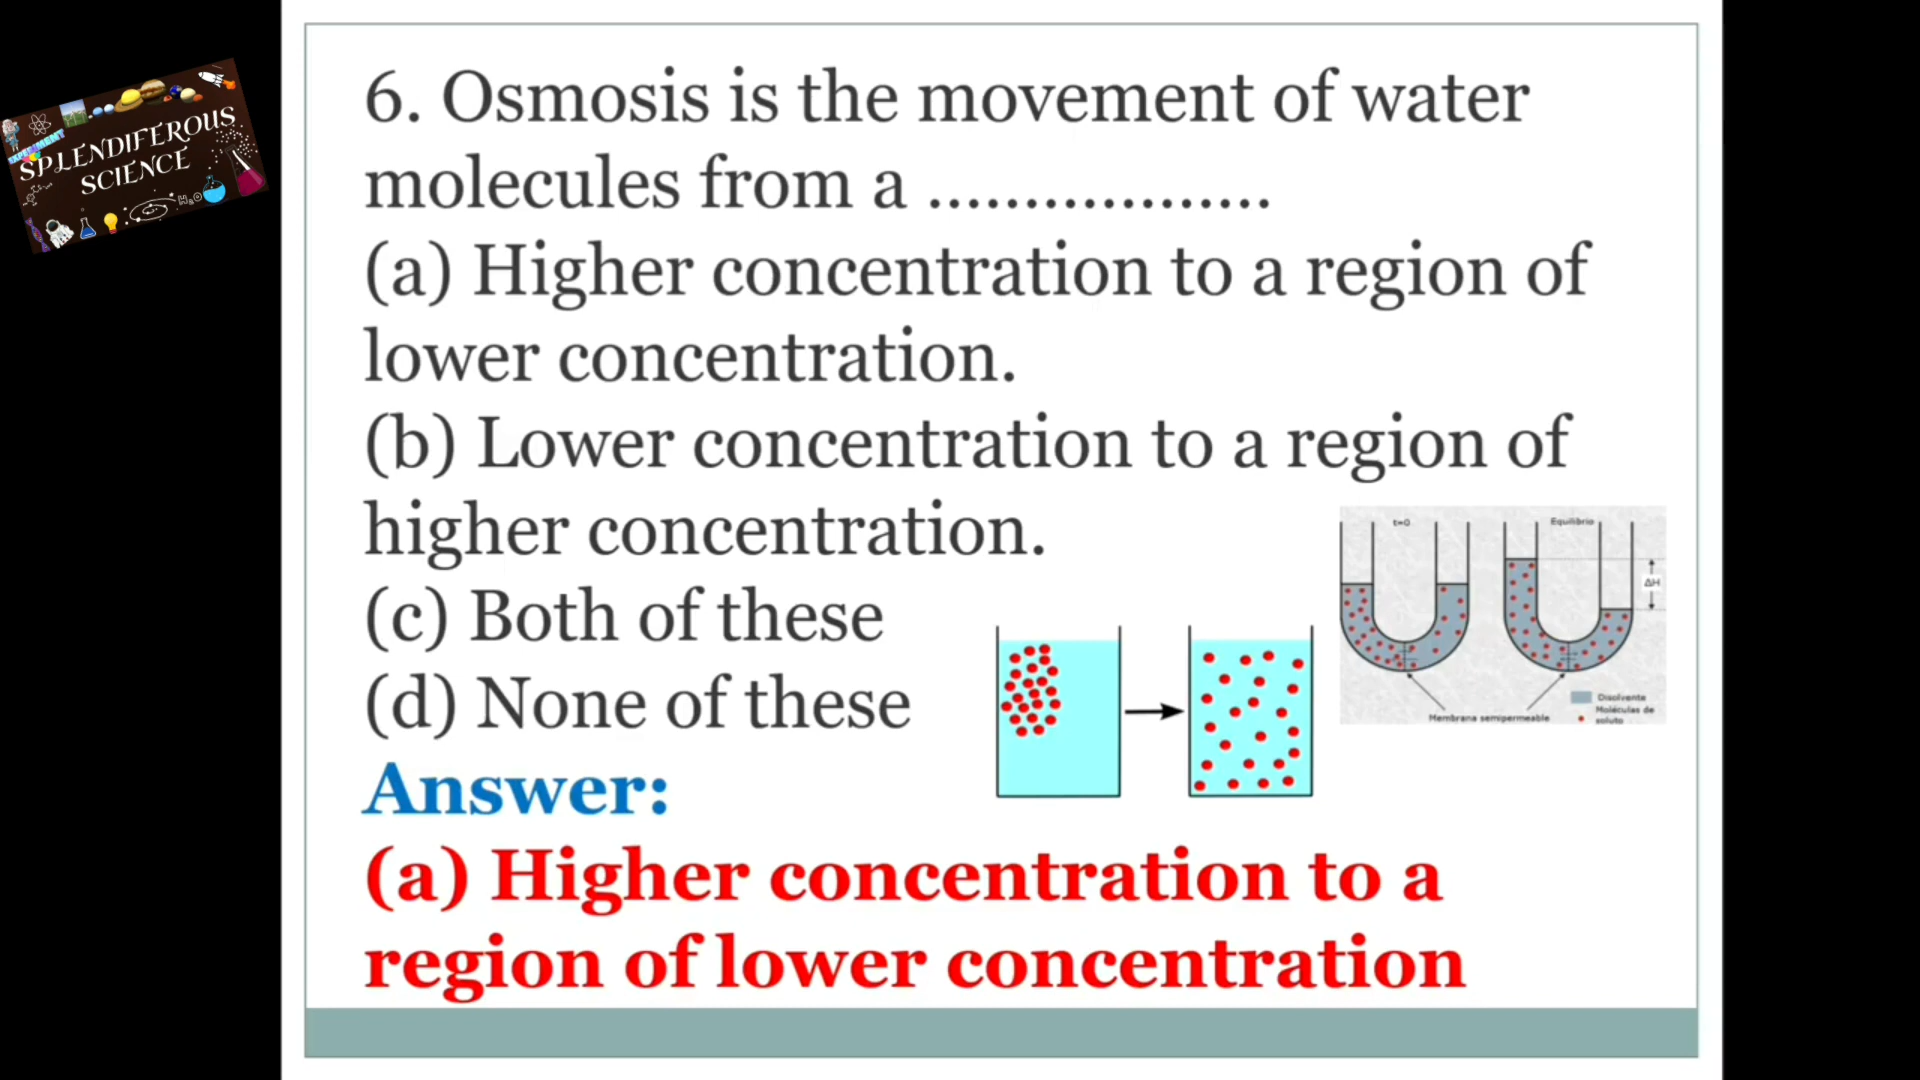 EXPERIMENT
SPLENDIFEROUS
SCIENCE
H₂O
6. Osmosis is the movement of water
molecules from a ..................
(a) Higher concentration to a region of
lower concentration.
(b) Lower concentration to a region of
higher concentration.
(c) Both of these
(d) None of these
Answer:
(a) Higher concentration to a
region of lower concentration
t=0
Equilibrio
ΔH
Disolvente
Moléculas de
soluto
Membrana semipermeable